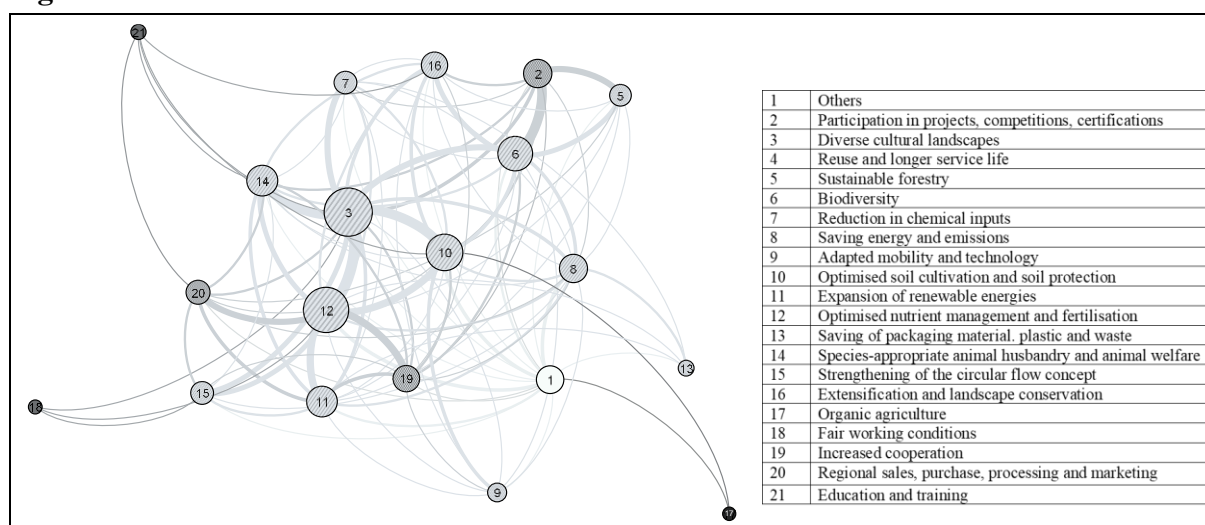 21
16
7
2
5
6
14
3
10
8
20
12
13
19
1
15
11
18
9
17
1 Others
2 Participation in projects, competitions, certifications
3 Diverse cultural landscapes
4 Reuse and longer service life
5 Sustainable forestry
6 Biodiversity
7 Reduction in chemical inputs
8 Saving energy and emissions
9 Adapted mobility and technology
10 Optimised soil cultivation and soil protection
11 Expansion of renewable energies
12 Optimised nutrient management and fertilisation
13 Saving of packaging material. plastic and waste
14 Species-appropriate animal husbandry and animal welfare
15 Strengthening of the circular flow concept
16 Extensification and landscape conservation
17 Organic agriculture
18 Fair working conditions
19 Increased cooperation
20 Regional sales, purchase, processing and marketing
21 Education and training